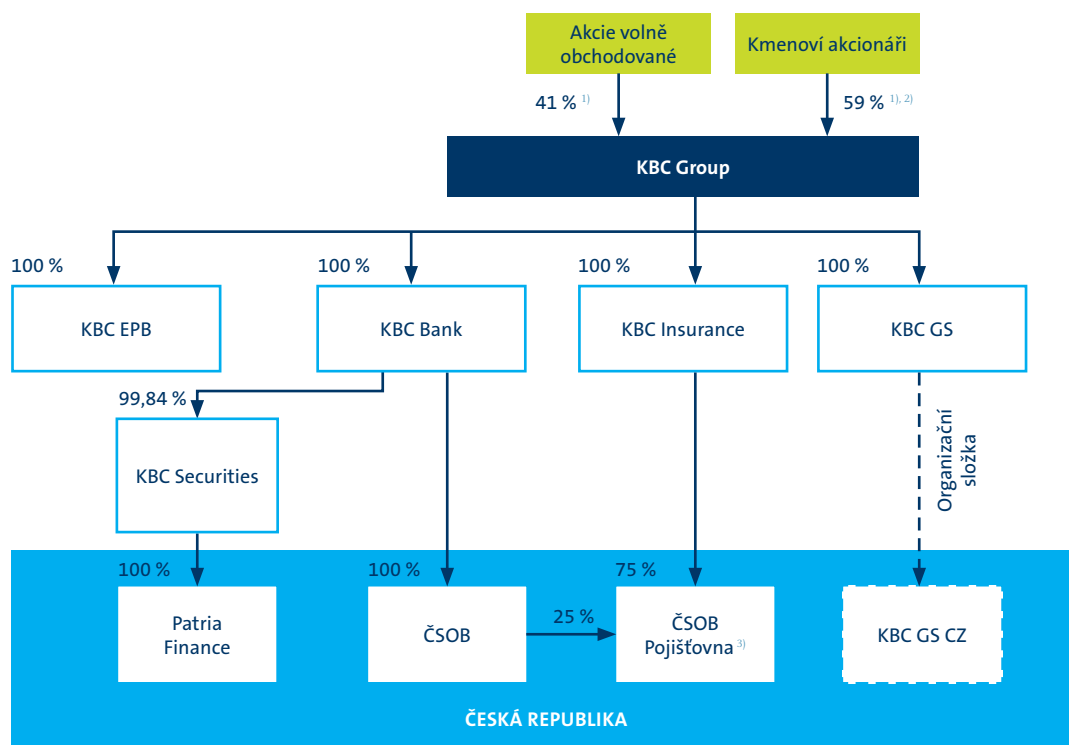 Akcie volně
obchodované
Kmenoví akcionáři
41 % 1)
59 % 1), 2)
KBC Group
100 %
100 %
100 %
100 %
KBC EPB
KBC Bank
KBC Insurance
KBC GS
99,84 %
KBC Securities
Organizační
složka
100 %
100 %
75 %
Patria
Finance
ČSOB
25 %
ČSOB
Pojišťovna 3)
KBC GS CZ
ČESKÁ REPUBLIKA